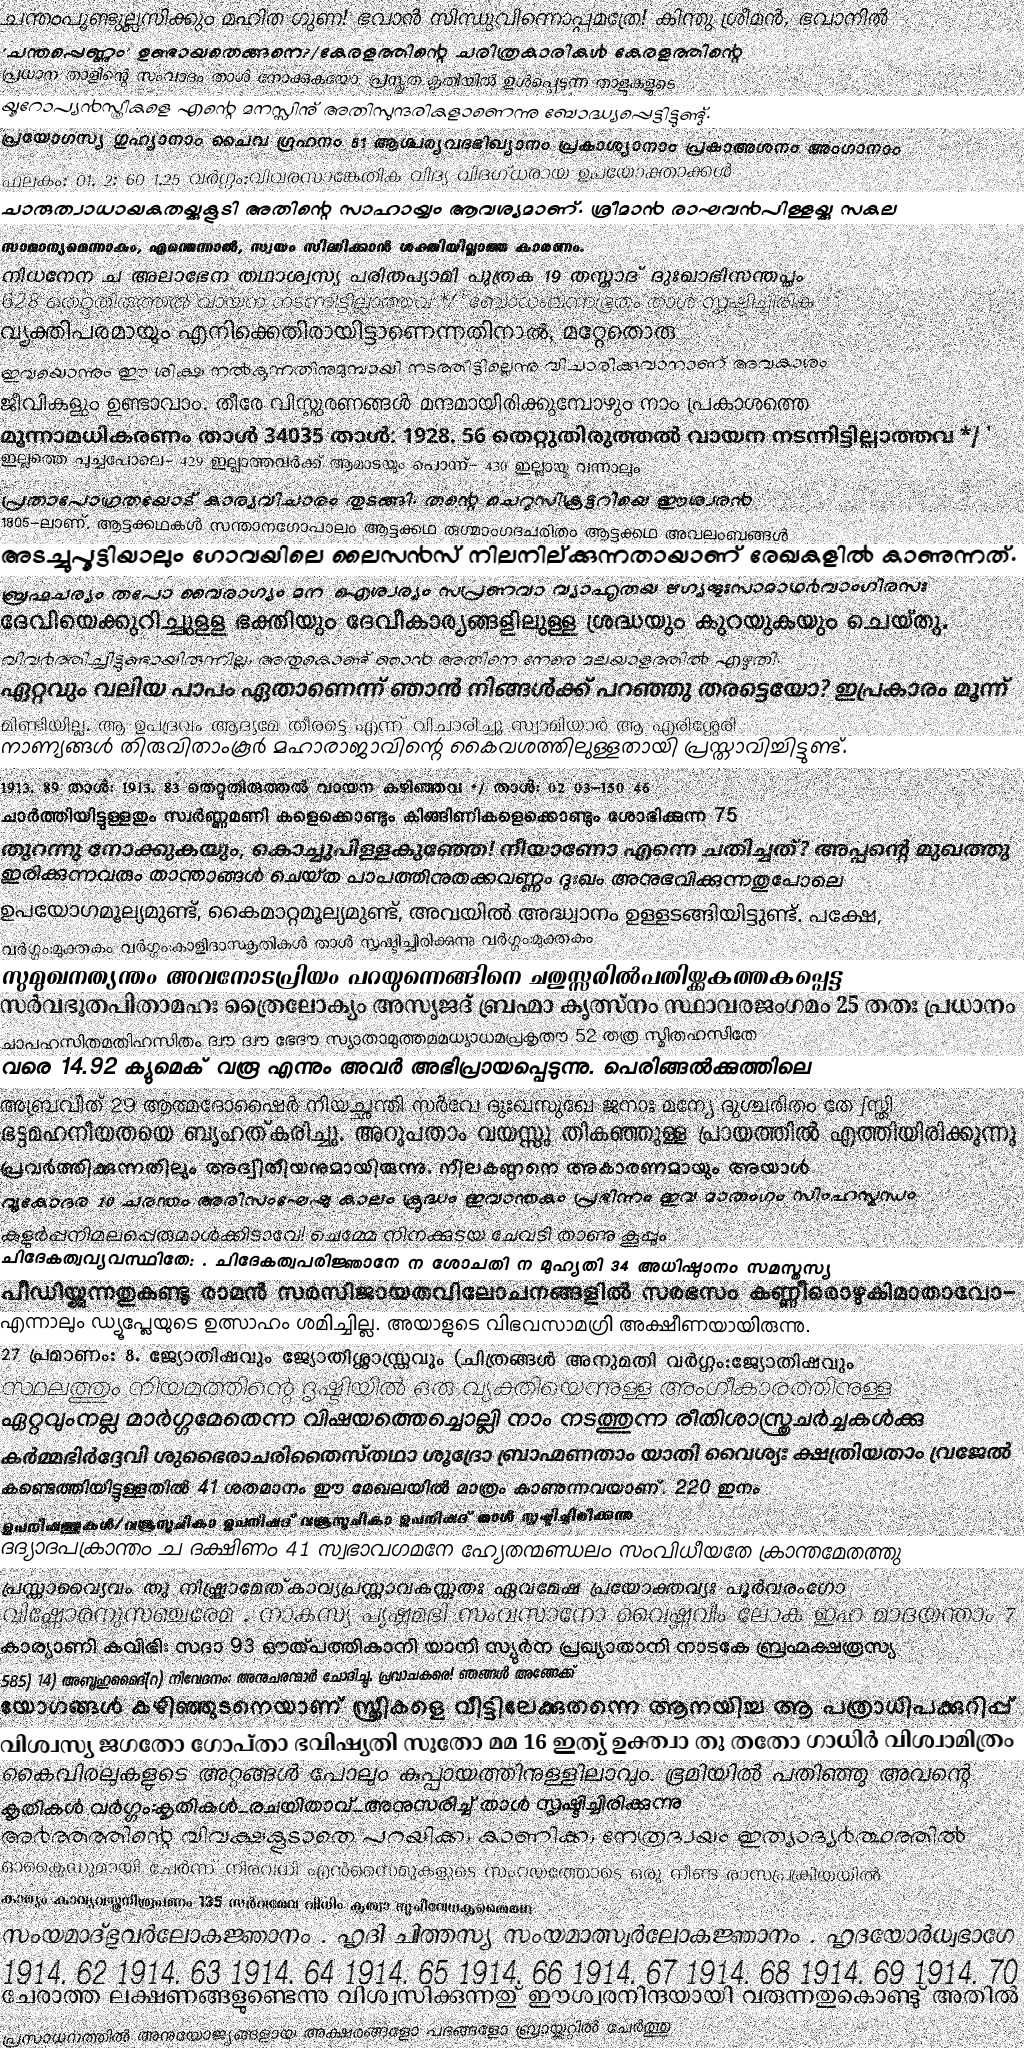 ചന്തംപൂണ്ടുല്ലസിക്കും മഹിത ഗുണ! ഭവാൻ സിന്ധുവിന്നൊപ്പമത്രേ! കിന്തു ശ്രീമൻ, ഭവാനിൽ
'ചന്തപ്പെണ്ണും' ഉണ്ടായതെങ്ങനെ?/കേരളത്തിന്റെ ചരിത്രകാരികൾ കേരളത്തിന്റെ
പ്രധാന താളിന്റെ സംവാദം താൾ നോക്കുകയോ, പ്രസ്തുത കൃതിയിൽ ഉൾപ്പെടുന്ന താളുകളുടെ
യൂറോപ്യൻസ്ത്രീകളെ എന്റെ മനസ്സിനു് അതിസുന്ദരികളാണെന്നു ബോദ്ധ്യപ്പെട്ടിട്ടുണ്ടു്.
പ്രയോഗസ്യ ഗുഹ്യാനാം ചൈവ ഗ്രഹനം 51 ആശ്ചര്യവദഭിഖ്യാനം പ്രകാശ്യാനാം പ്രകാഅശനം അംഗാനാം
ഫലകം: 01. 2: 60 1.25 വർഗ്ഗം:വിവരസാങ്കേതിക വിദ്യ വിദഗ്ധരായ ഉപയോക്താക്കൾ
ചാരുത്വാധായകതയ്ക്കുകൂടി അതിന്റെ സാഹായ്യം ആവശ്യമാണ്. ശ്രീമാൻ രാഘവൻപിള്ളയ്ക്കു സകല
സാമാന്യമെന്നാകം, എന്തെന്നാൽ, സ്വയം സിദ്ധിക്കാൻ ശക്തിയില്ലാത്ത കാരണം.
നിധനേന ച അലാഭേന തഥാശ്വസ്യ പരിതപ്യാമി പുത്രക 19 തസ്മാദ് ദുഃഖാഭിസന്തപ്തം
628 തെറ്റുതിരുത്തൽ വായന നടന്നിട്ടില്ലാത്തവ */ ` ബോധംവന്നഭൂതം താൾ സൃഷ്ടിച്ചിരിക്കു
വ്യക്തിപരമായും എനിക്കെതിരായിട്ടാണെന്നതിനാൽ, മറ്റേതൊരു
ഇവയൊന്നും ഈ ശിക്ഷ നൽകുന്നതിനുമുമ്പായി നടത്തിട്ടില്ലെന്നു വിചാരിക്കുവാനാണ് അവകാശം
ജീവികളും ഉണ്ടാവാം. തീരേ വിസ്ഫുരണങ്ങൾ മന്ദമായിരിക്കുമ്പോഴും നാം പ്രകാശത്തെ
മൂന്നാമധികരണം താൾ 34035 താൾ: 1928. 56 തെറ്റുതിരുത്തൽ വായന നടന്നിട്ടില്ലാത്തവ */ `
ഇല്ലത്തെ പൂച്ചപോലെ- 429 ഇല്ലാത്തവർക്ക് ആമാടയും പൊന്ന്- 430 ഇല്ലായ്മ വന്നാലും
പ്രതാപോഗ്രതയോട് കാര്യവിചാരം തുടങ്ങി. തന്റെ ചെറുസിക്രട്ടറിയെ ഈശ്വരൻ
1805-ലാണ്. ആട്ടക്കഥകൾ സന്താനഗോപാലം ആട്ടക്കഥ രുഗ്മാംഗദചരിതം ആട്ടക്കഥ അവലംബങ്ങൾ
അടച്ചുപൂട്ടിയാലും ഗോവയിലെ ലൈസൻസ് നിലനില്ക്കുന്നതായാണ് രേഖകളിൽ കാണുന്നത്.
ബ്രഹ്മചര്യം തപോ വൈരാഗ്യം മന ഐശ്വര്യം സപ്രണവാ വ്യാഹൃതയ ഋഗ്യജുഃസാമാഥർവാംഗിരസഃ
ദേവിയെക്കുറിച്ചുള്ള ഭക്തിയും ദേവീകാര്യങ്ങളിലുള്ള ശ്രദ്ധയും കുറയുകയും ചെയ്തു.
വിവർത്തിച്ചിട്ടുണ്ടായിരുന്നില്ല; അതുകൊണ്ട് ഞാൻ അതിനെ നേരെ മലയാളത്തിൽ എഴുതി.
ഏറ്റവും വലിയ പാപം ഏതാണെന്ന് ഞാൻ നിങ്ങൾക്ക് പറഞ്ഞു തരട്ടെയോ? ഇപ്രകാരം മൂന്ന്
മിണ്ടിയില്ല. ആ ഉപദ്രവം ആദ്യമേ തീരട്ടെ എന്ന് വിചാരിച്ചു സ്വാമിയാർ ആ എരിശ്ശേരി
നാണ്യങ്ങൾ തിരുവിതാംകൂർ മഹാരാജാവിന്റെ കൈവശത്തിലുള്ളതായി പ്രസ്താവിച്ചിട്ടുണ്ട്.
1913. 89 താൾ: 1913. 83 തെറ്റുതിരുത്തൽ വായന കഴിഞ്ഞവ */ താൾ: 02 03-150 46
ചാർത്തിയിട്ടുള്ളതും സ്വർണ്ണമണി കളെക്കൊണ്ടും കിങ്ങിണികളെക്കൊണ്ടും ശോഭിക്കുന്ന 75
തുറന്നു നോക്കുകയും, കൊച്ചുപിള്ളകുഞ്ഞേ! നീയാണോ എന്നെ ചതിച്ചത്? അപ്പന്റെ മുഖത്തു
ഇരിക്കുന്നവരും താന്താങ്ങൾ ചെയ്ത പാപത്തിനുതക്കവണ്ണം ദുഃഖം അനുഭവിക്കുന്നതുപോലെ
ഉപയോഗമൂല്യമുണ്ട്, കൈമാറ്റമൂല്യമുണ്ട്, അവയിൽ അദ്ധ്വാനം ഉള്ളടങ്ങിയിട്ടുണ്ട്. പക്ഷേ,
വർഗ്ഗം:മുക്തകം വർഗ്ഗം:കാളിദാസകൃതികൾ താൾ സൃഷ്ടിച്ചിരിക്കുന്നു വർഗ്ഗം:മുക്തകം
സുമുഖനത്യന്തം അവനോടപ്രിയം പറയുന്നെങ്ങിനെ ചതുസ്സരിൽപതിയ്ക്കുകത്തകപ്പെട്ട
സർവഭൂതപിതാമഹഃ ത്രൈലോക്യം അസൃജദ് ബ്രഹ്മാ കൃത്സ്നം സ്ഥാവരജംഗമം 25 തതഃ പ്രധാനം
ചാപഹസിതമതിഹസിതം ദ്വൗ ദ്വൗ ഭേദൗ സ്യാതാമുത്തമമധ്യാധമപ്രകൃതൗ 52 തത്ര സ്മിതഹസിതേ
വരെ 14.92 ക്യുമെക് വരൂ എന്നും അവർ അഭിപ്രായപ്പെടുന്നു. പെരിങ്ങൽക്കുത്തിലെ
അബ്രവീത് 29 ആത്മദോഷൈർ നിയച്ഛന്തി സർവേ ദുഃഖസുഖേ ജനാഃ മന്യേ ദുശ്ചരിതം തേ ഽസ്തി
ഭട്ടമഹനീയതയെ ബൃഹത്കരിച്ചു. അറുപതാം വയസ്സു തികഞ്ഞുള്ള പ്രായത്തിൽ എത്തിയിരിക്കുന്നു
പ്രവർത്തിക്കുന്നതിലും അദ്വിതീയനുമായിരുന്നു. നീലകണ്ഠനെ അകാരണമായും അയാൾ
വൃകോദര 10 ചരന്തം അരിസംഘേഷു കാലം ക്രുദ്ധം ഇവാന്തകം പ്രഭിന്നം ഇവ മാതംഗം സിംഹസ്കന്ധം
കുളുർപ്പനിമലപ്പെരുമാൾക്കിടാവേ! ചെമ്മേ നിനക്കുടയ ചേവടി താണു കൂപ്പും
ചിദേകത്വവ്യവസ്ഥിതേ: . ചിദേകത്വപരിജ്ഞാനേ ന ശോചതി ന മുഹ്യതി 34 അധിഷ്ഠാനം സമസ്തസ്യ
പീഡിയ്ക്കുന്നതുകണ്ടു രാമൻ സരസിജായതവിലോചനങ്ങളിൽ സരഭസം കണ്ണീരൊഴുകിമാതാവോ-
എന്നാലും ഡ്യൂപ്ലേയുടെ ഉത്സാഹം ശമിച്ചില്ല. അയാളുടെ വിഭവസാമഗ്രി അക്ഷീണയായിരുന്നു.
27 പ്രമാണം: 8. ജ്യോതിഷവും ജ്യോതിശ്ശാസ്ത്രവും (ചിത്രങ്ങൾ അനുമതി വർഗ്ഗം:ജ്യോതിഷവും
സ്ഥലത്തും നിയമത്തിന്റെ ദൃഷ്ടിയിൽ ഒരു വ്യക്തിയെന്നുള്ള അംഗീകാരത്തിനുള്ള
ഏറ്റവുംനല്ല മാർഗ്ഗമേതെന്ന വിഷയത്തെച്ചൊല്ലി നാം നടത്തുന്ന രീതിശാസ്ത്രചർച്ചകൾക്കു
കർമ്മഭിർദ്ദേവി ശുഭൈരാചരിതൈസ്തഥാ ശൂദ്രോ ബ്രാഹ്മണതാം യാതി വൈശ്യഃ ക്ഷത്രിയതാം വ്രജേൽ
കണ്ടെത്തിയിട്ടുള്ളതിൽ 41 ശതമാനം ഈ മേഖലയിൽ മാത്രം കാണുന്നവയാണ്. 220 ഇനം
ഉപനിഷത്തുകൾ/വജ്രസൂചികാ ഉപനിഷദ് വജ്രസൂചികാ ഉപനിഷദ് താൾ സൃഷ്ടിച്ചിരിക്കുന്നു
ദദ്യാദപക്രാന്തം ച ദക്ഷിണം 41 സ്വഭാവഗമനേ ഹ്യേതന്മണ്ഡലം സംവിധീയതേ ക്രാന്തമേതത്തു
പ്രസ്താവ്യൈവം തു നിഷ്ക്രാമേത്കാവ്യപ്രസ്താവകസ്തതഃ ഏവമേഷ പ്രയോക്തവ്യഃ പൂർവരംഗോ
വിഷ്ണോരനുസഞ്ചരേമ . നാകസ്യ പൃഷ്ഠമഭി സംവസാനോ വൈഷ്ണവീം ലോക ഇഹ മാദയന്താം 7
കാര്യാണി കവിഭിഃ സദാ 93 ഔത്പത്തികാനി യാനി സ്യുർന പ്രഖ്യാതാനി നാടകേ ബ്രഹ്മക്ഷത്രസ്യ
585) 14) അബൂഹുമൈദ്(റ) നിവേദനം: അനുചരന്മാർ ചോദിച്ചു. പ്രവാചകരെ! ഞങ്ങൾ അങ്ങേക്ക്
യോഗങ്ങൾ കഴിഞ്ഞുടനെയാണ് സ്ത്രീകളെ വീട്ടിലേക്കുതന്നെ ആനയിച്ച ആ പത്രാധിപക്കുറിപ്പ്
വിശ്വസ്യ ജഗതോ ഗോപ്താ ഭവിഷ്യതി സുതോ മമ 16 ഇത്യ് ഉക്ത്വാ തു തതോ ഗാധിർ വിശ്വാമിത്രം
കൈവിരലുകളുടെ അറ്റങ്ങൾ പോലും കുപ്പായത്തിനുള്ളിലാവും. ഭൂമിയിൽ പതിഞ്ഞു അവന്റെ
കൃതികൾ വർഗ്ഗം:കൃതികൾ_രചയിതാവ്_അനുസരിച്ച് താൾ സൃഷ്ടിച്ചിരിക്കുന്നു
അർത്ഥത്തിന്റെ വിവക്ഷകൂടാതെ പറയിക്ക, കാണിക്ക, നേത്രദ്വയം ഇത്യാദ്യർത്ഥത്തിൽ
ഓക്സൈഡുമായി ചേർന്ന നിരവധി എൻസൈമുകളുടെ സഹായത്തോടെ ഒരു നീണ്ട രാസപ്രക്രിയയിൽ
കാര്യം കാവ്യവസ്തുനിരൂപണം 135 സർവമേവ വിധിം കൃത്വാ
സംയമാദ്ഭുവർലോകജ്ഞാനം . ഹൃദി ചിത്തസ്യ സംയമാത്സ്വർലോകജ്ഞാനം . ഹൃദയോർധ്വഭാഗേ
1914. 62 1914. 63 1914. 64 1914. 65 1914. 66 1914. 67 1914. 68 1914. 69 1914. 70
ചേരാത്ത ലക്ഷണങ്ങളുണ്ടെന്നു വിശ്വസിക്കുന്നതു് ഈശ്വരനിന്ദയായി വരുന്നതുകൊണ്ടു് അതിൽ
പ്രസാധനത്തിൽ അനുയോജ്യങ്ങളായ അക്ഷരങ്ങളോ പദങ്ങളോ ബ്രായ്ക്കറ്റിൽ ചേർത്തു